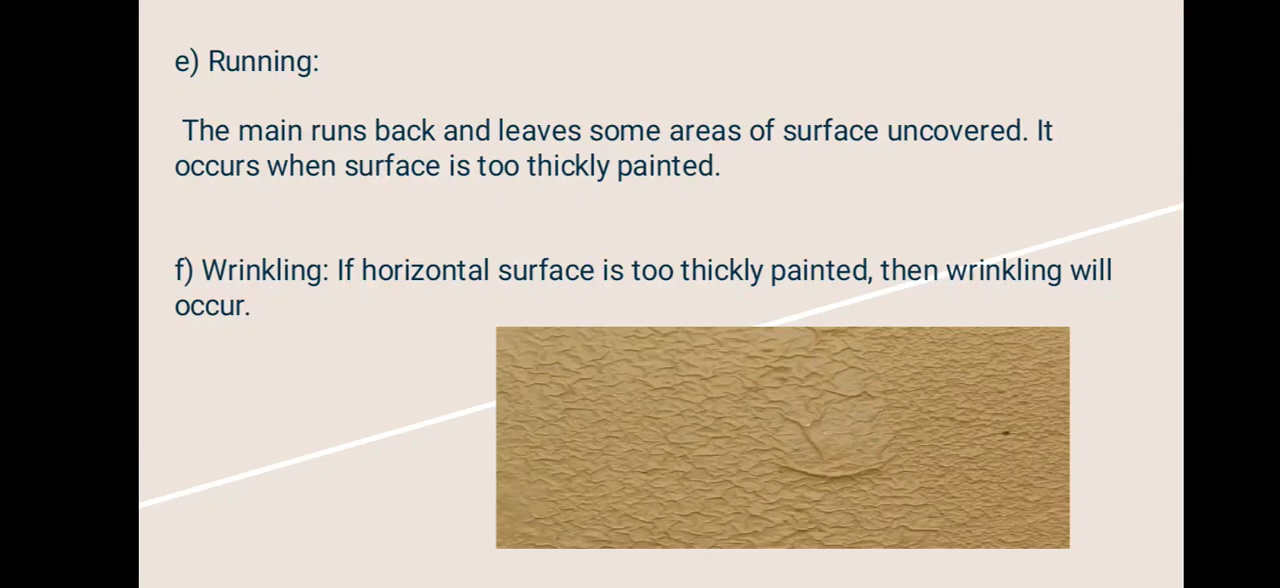 e) Running:
The main runs back and leaves some areas of surface uncovered. It
occurs when surface is too thickly painted.
f) Wrinkling: If horizontal surface is too thickly painted, then wrinkling will
occur.